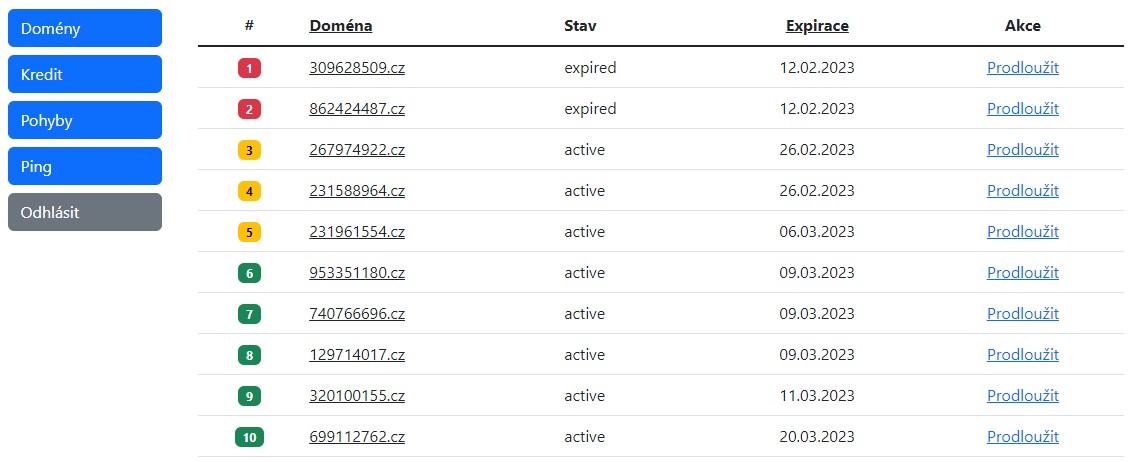 Domény
Kredit
Pohyby
Ping
Odhlásit
# Doména Stav Expirace Akce
1 309628509.cz expired 12.02.2023 Prodloužit
2 862424487.cz expired 12.02.2023 Prodloužit
3 267974922.cz active 26.02.2023 Prodloužit
4 231588964.cz active 26.02.2023 Prodloužit
5 231961554.cz active 06.03.2023 Prodloužit
6 953351180.cz active 09.03.2023 Prodloužit
7 740766696.cz active 09.03.2023 Prodloužit
8 129714017.cz active 09.03.2023 Prodloužit
9 320100155.cz active 11.03.2023 Prodloužit
10 699112762.cz active 20.03.2023 Prodloužit